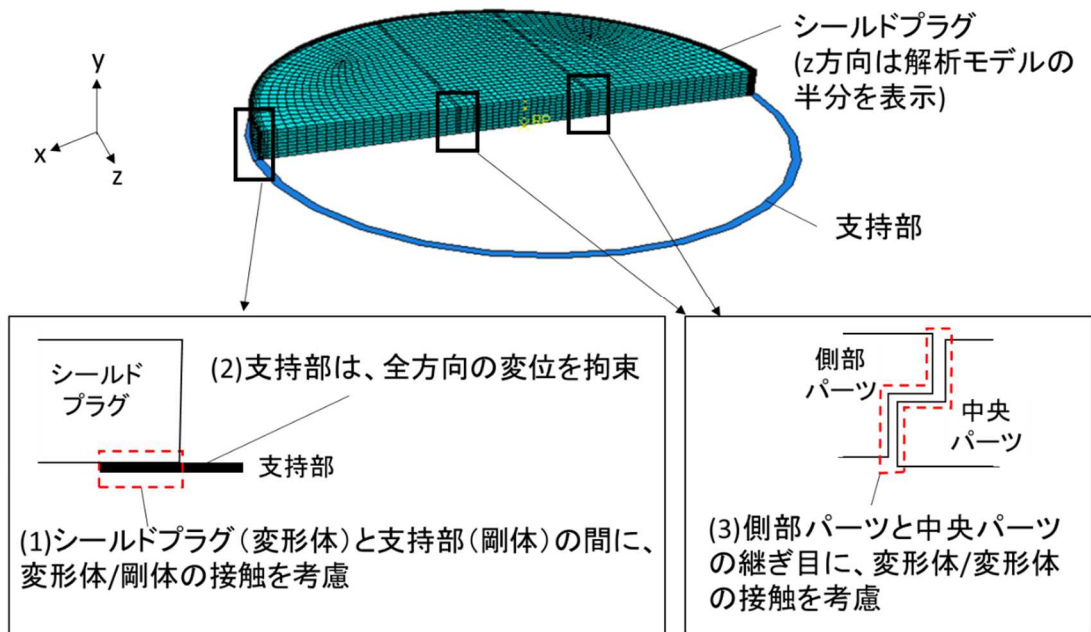 シールドプラグ
(z方向は解析モデルの
半分を表示)
y
x
z
RP
支持部
シールド
プラグ
(2)支持部は、全方向の変位を拘束
支持部
(1)シールドプラグ(変形体)と支持部(剛体)の間に、
変形体/剛体の接触を考慮
側部
パーツ
中央
パーツ
(3)側部パーツと中央パーツ
の継ぎ目に、変形体/変形体
の接触を考慮